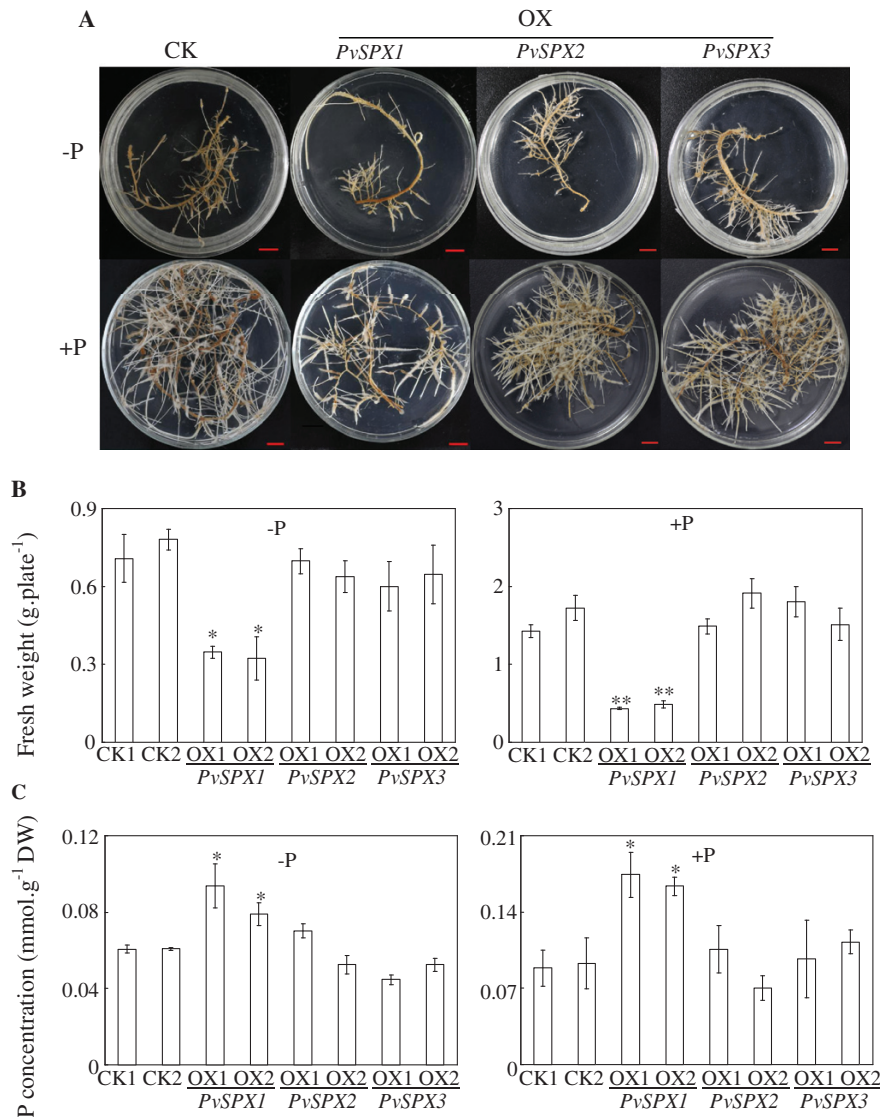 A
OX
CK PvSPX1 PvSPX2 PvSPX3
-P
+P
B
Fresh weight (g.plate⁻¹)
0.9
0.6
0.3
0
-P
* *
CK1 CK2 OX1 OX2 OX1 OX2 OX1 OX2
PvSPX1 PvSPX2 PvSPX3
3
2
1
0
+P
** **
CK1 CK2 OX1 OX2 OX1 OX2 OX1 OX2
PvSPX1 PvSPX2 PvSPX3
C
P concentration (mmol.g⁻¹ DW)
0.12
0.08
0.04
0
-P
* *
CK1 CK2 OX1 OX2 OX1 OX2 OX1 OX2
PvSPX1 PvSPX2 PvSPX3
0.21
0.14
0.07
0
+P
* *
CK1 CK2 OX1 OX2 OX1 OX2 OX1 OX2
PvSPX1 PvSPX2 PvSPX3